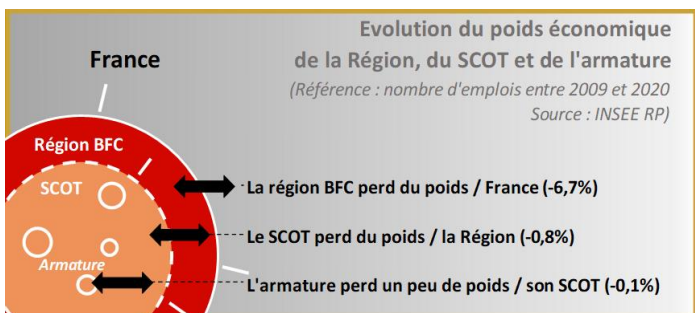 Evolution du poids économique
de la Région, du SCOT et de l'armature
(Référence : nombre d'emplois entre 2009 et 2020
Source : INSEE RP)
France
Région BFC
SCOT
Armature
La région BFC perd du poids / France (-6,7%)
Le SCOT perd du poids / la Région (-0,8%)
L'armature perd un peu de poids / son SCOT (-0,1%)